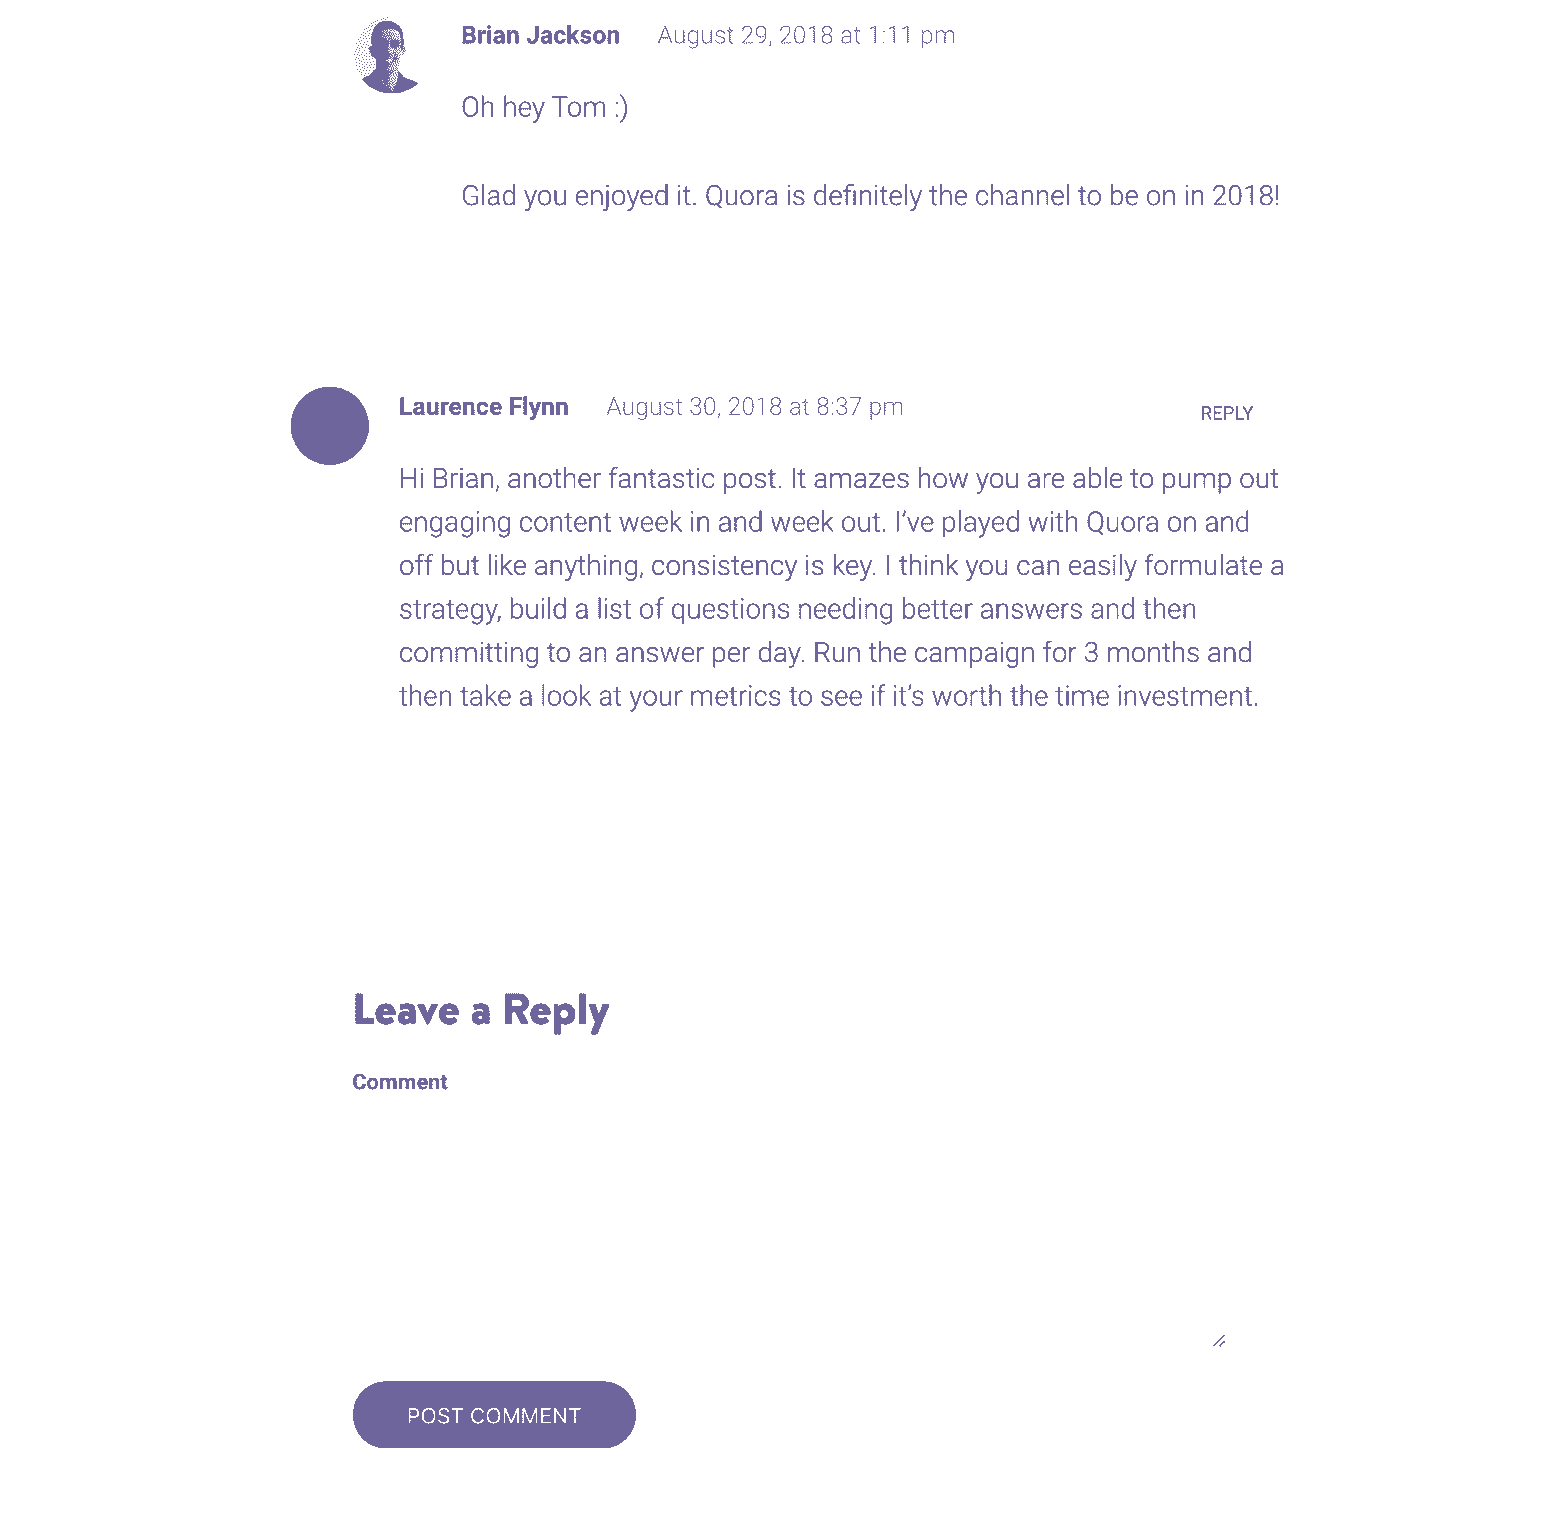 Brian Jackson August 29, 2018 at 1:11 pm
Oh hey Tom :)
Glad you enjoyed it. Quora is definitely the channel to be on in 2018!
Laurence Flynn August 30, 2018 at 8:37 pm REPLY
Hi Brian, another fantastic post. It amazes how you are able to pump out
engaging content week in and week out. I’ve played with Quora on and
off but like anything, consistency is key. I think you can easily formulate a
strategy, build a list of questions needing better answers and then
committing to an answer per day. Run the campaign for 3 months and
then take a look at your metrics to see if it’s worth the time investment.
Leave a Reply
Comment
POST COMMENT